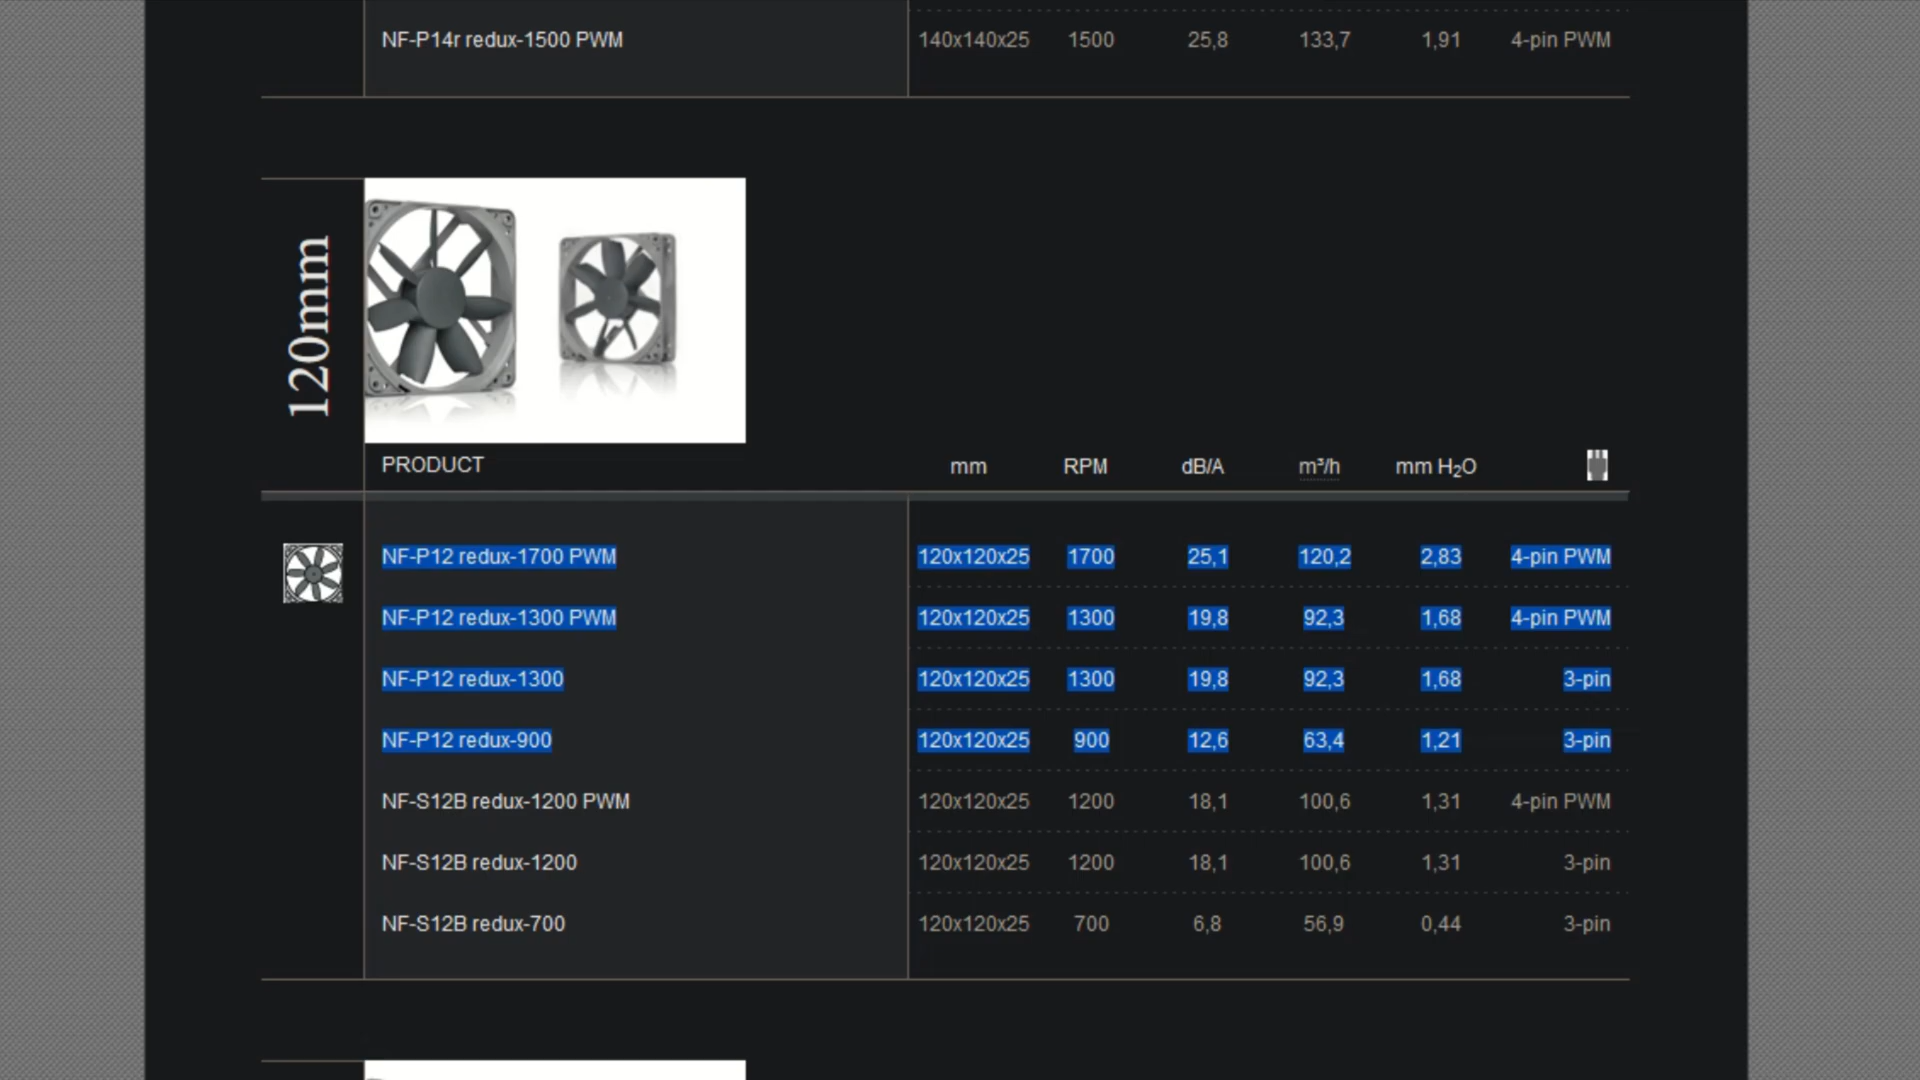 NF-P14r redux-1500 PWM 140x140x25 1500 25,8 133,7 1,91 4-pin PWM
120mm
PRODUCT mm RPM dB/A m³/h mm H₂O
NF-P12 redux-1700 PWM 120x120x25 1700 25,1 120,2 2,83 4-pin PWM
NF-P12 redux-1300 PWM 120x120x25 1300 19,8 92,3 1,68 4-pin PWM
NF-P12 redux-1300 120x120x25 1300 19,8 92,3 1,68 3-pin
NF-P12 redux-900 120x120x25 900 12,6 63,4 1,21 3-pin
NF-S12B redux-1200 PWM 120x120x25 1200 18,1 100,6 1,31 4-pin PWM
NF-S12B redux-1200 120x120x25 1200 18,1 100,6 1,31 3-pin
NF-S12B redux-700 120x120x25 700 6,8 56,9 0,44 3-pin